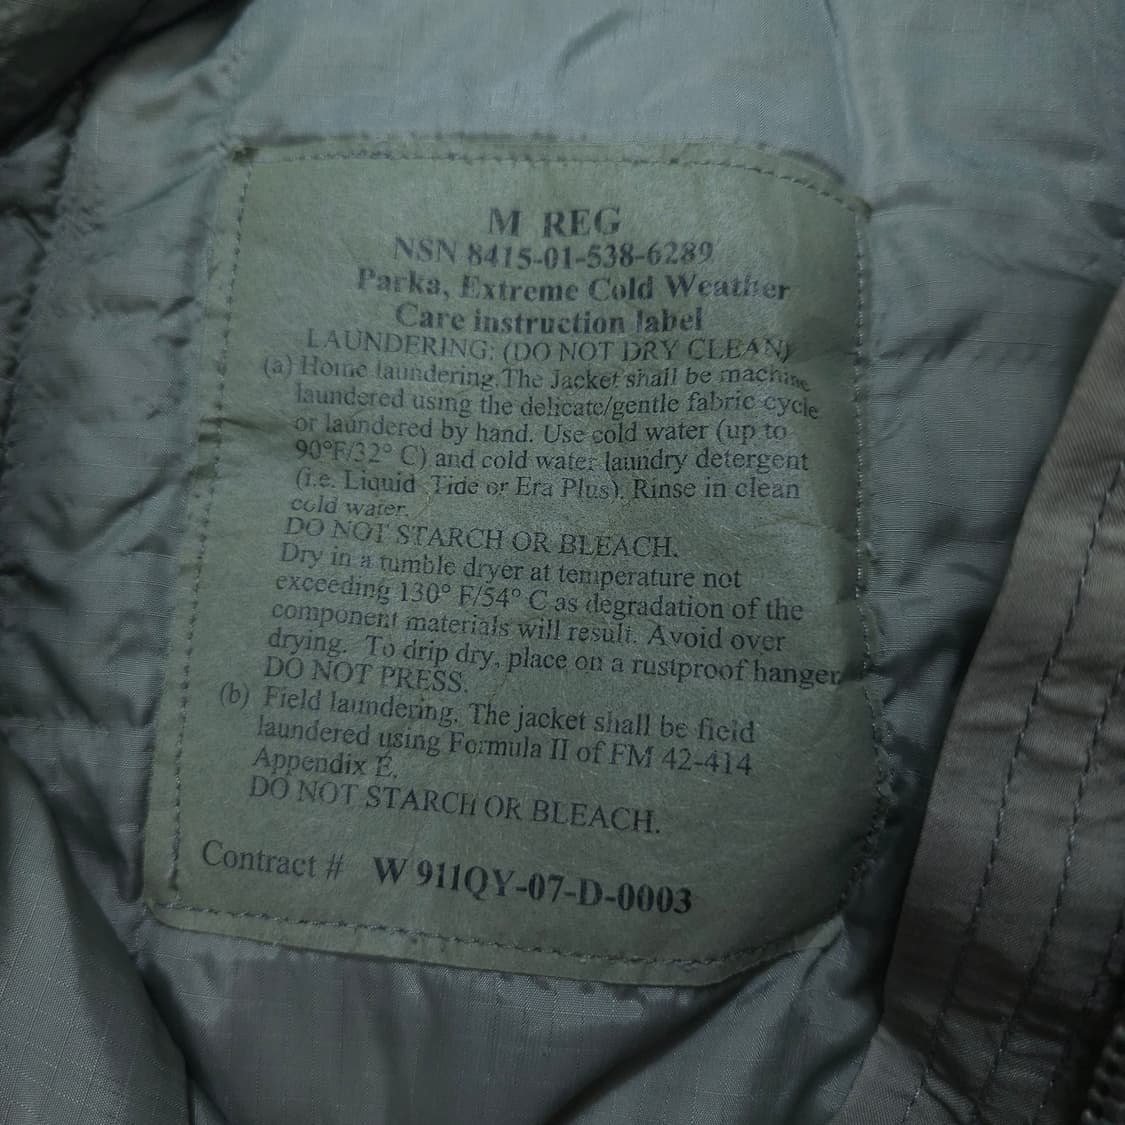 M REG
NSN 8415-01-538-6289
Parka, Extreme Cold Weather
Care instruction label
LAUNDERING: (DO NOT DRY CLEAN)
(a) Home laundering.The Jacket shall be machine
laundered using the delicate/gentle fabric cycle
or laundered by hand. Use cold water (up to
90°F/32° C) and cold water laundry detergent
(i.e. Liquid Tide or Era Plus). Rinse in clean
cold water.
DO NOT STARCH OR BLEACH.
Dry in a tumble dryer at temperature not
exceeding 130° F/54° C as degradation of the
component materials will result. Avoid over
drying. To drip dry, place on a rustproof hanger
DO NOT PRESS.
(b) Field laundering. The jacket shall be field
laundered using Formula II of FM 42-414
Appendix E.
DO NOT STARCH OR BLEACH.
Contract # W 911QY-07-D-0003